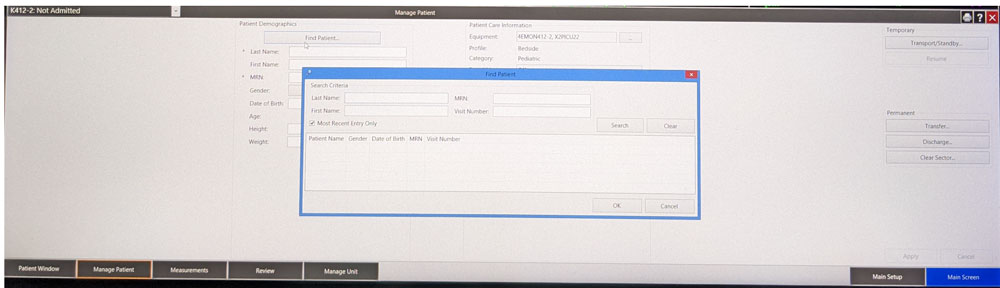 K412-2: Not Admitted
Manage Patient
?
Patient Demographics
Find Patient...
* Last Name:
First Name:
* MRN:
Gender:
Date of Birth:
Age:
Height:
Weight:
Patient Care Information
Equipment:
...
Profile:
Bedside
Category:
Pediatric
Temporary
Transport/Standby...
Resume
Permanent
Transfer...
Discharge...
Clear Sector...
Find Patient
Search Criteria
Last Name:
MRN:
First Name:
Visit Number:
Most Recent Entry Only
Search
Clear
Patient Name Gender Date of Birth MRN Visit Number
OK
Cancel
Apply
Cancel
Patient Window
Manage Patient
Measurements
Review
Manage Unit
Main Setup
Main Screen